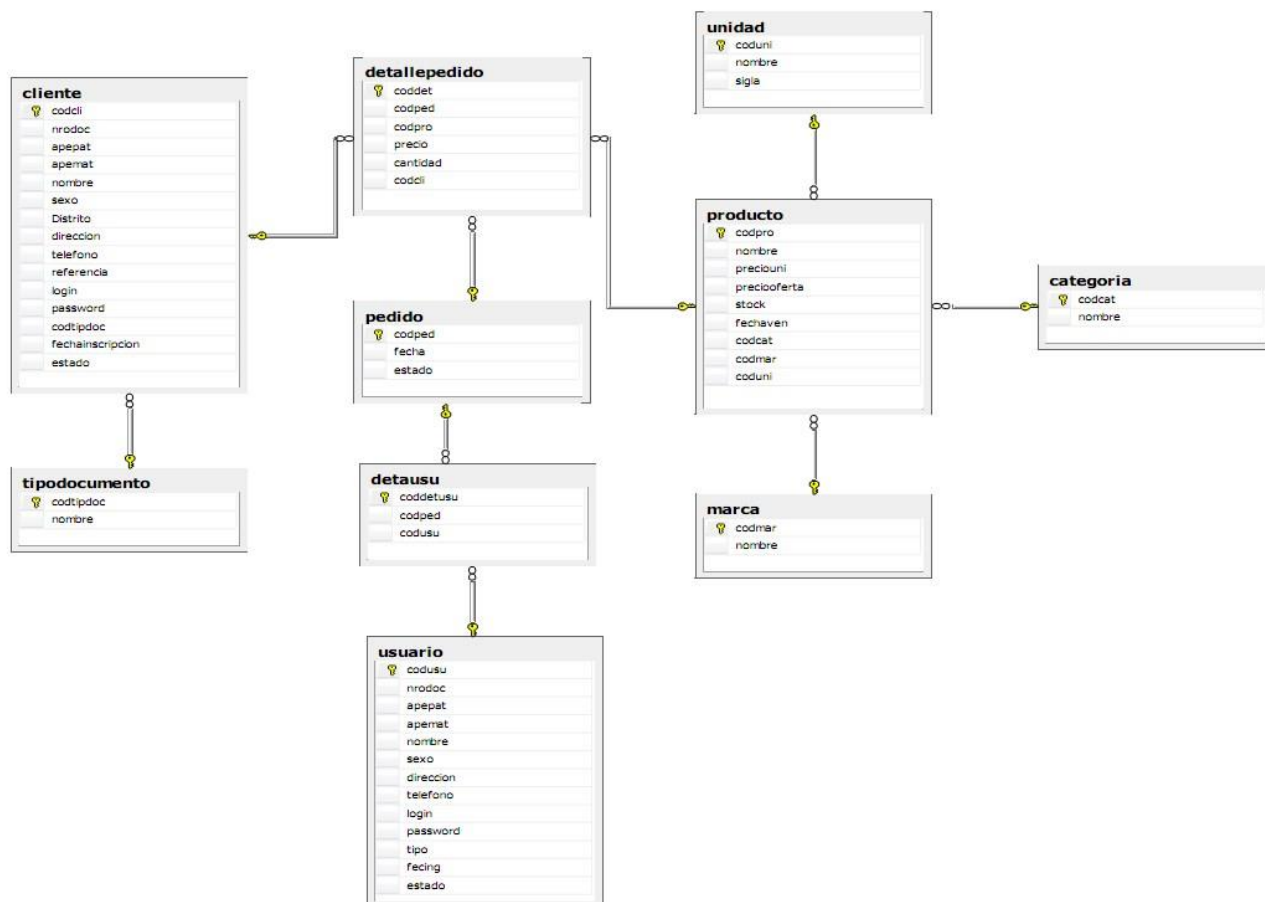 cliente
codcli
nrodoc
apepat
apemat
nombre
sexo
Distrito
direccion
telefono
referencia
login
password
codtipdoc
fechainscripcion
estado
tipodocumento
codtipdoc
nombre
detallepedido
coddet
codped
codpro
precio
cantidad
codcli
pedido
codped
fecha
estado
detausu
coddetusu
codped
codusu
usuario
codusu
nrodoc
apepat
apemat
nombre
sexo
direccion
telefono
login
password
tipo
fecing
estado
unidad
coduni
nombre
sigla
producto
codpro
nombre
preciouni
preciooferta
stock
fechaven
codcat
codmar
coduni
marca
codmar
nombre
categoria
codcat
nombre